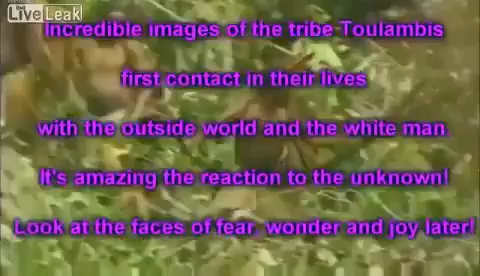 LiveLeak
Incredible images of the tribe Toulambis
first contact in their lives
with the outside world and the white man
It's amazing the reaction to the unknown!
Look at the faces of fear, wonder and joy later!